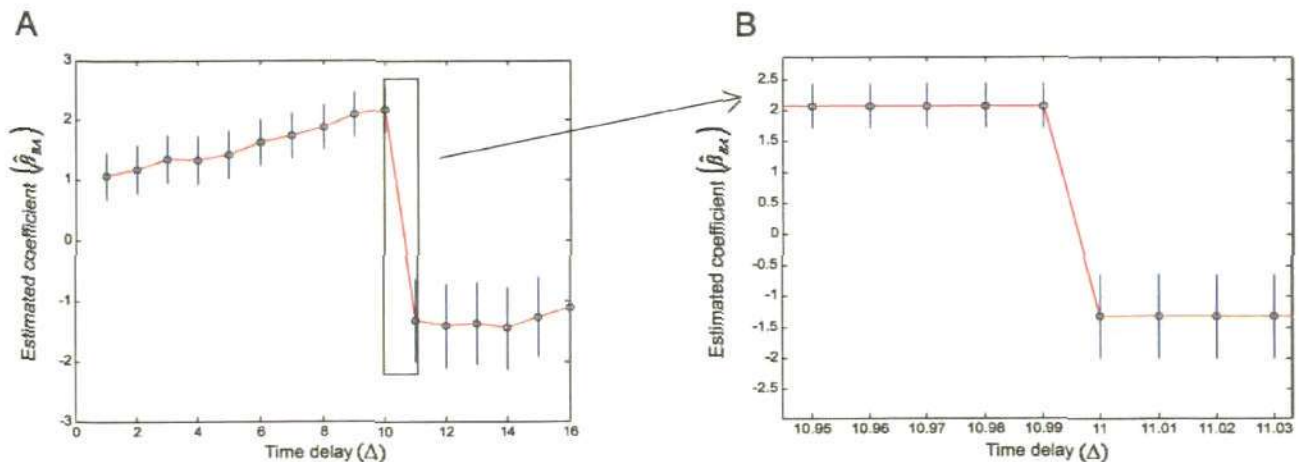 A
B
3
2
1
0
-1
-2
-3
Estimated coefficient (β̂_BA)
0 2 4 6 8 10 12 14 16
Time delay (Δ)
2.5
2
1.5
1
0.5
0
-0.5
-1
-1.5
-2
-2.5
Estimated coefficient (β̂_BA)
10.95 10.96 10.97 10.98 10.99 11 11.01 11.02 11.03
Time delay (Δ)